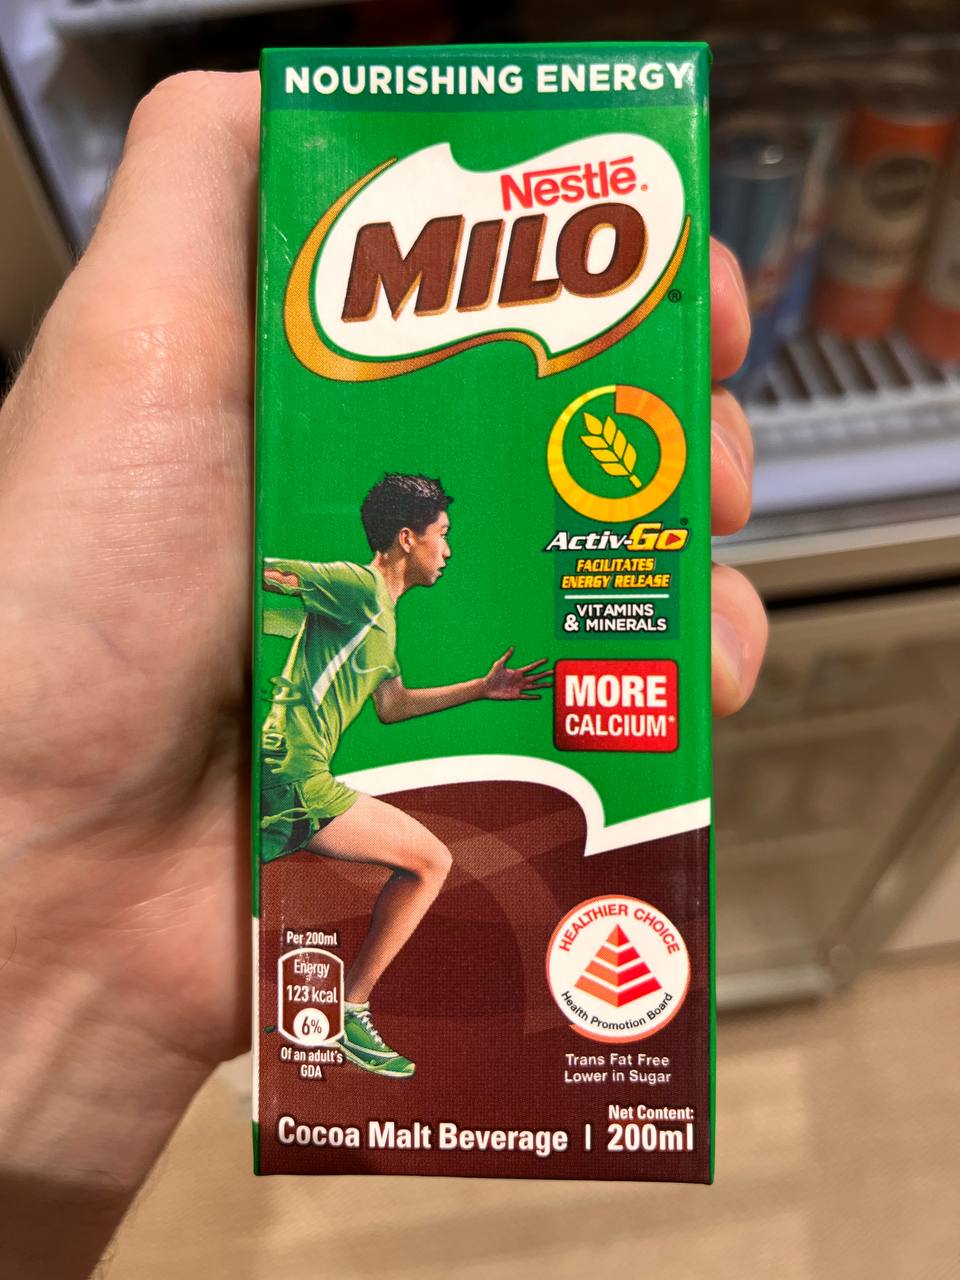 NOURISHING ENERGY
Nestlé®
MILO®
Activ-GO®
FACILITATES
ENERGY RELEASE
VITAMINS
& MINERALS
MORE
CALCIUM*
HEALTHIER CHOICE
Health Promotion Board
Trans Fat Free
Lower in Sugar
Per 200ml
Energy
123 kcal
6%
Of an adult's
GDA
Cocoa Malt Beverage | Net Content:
200ml